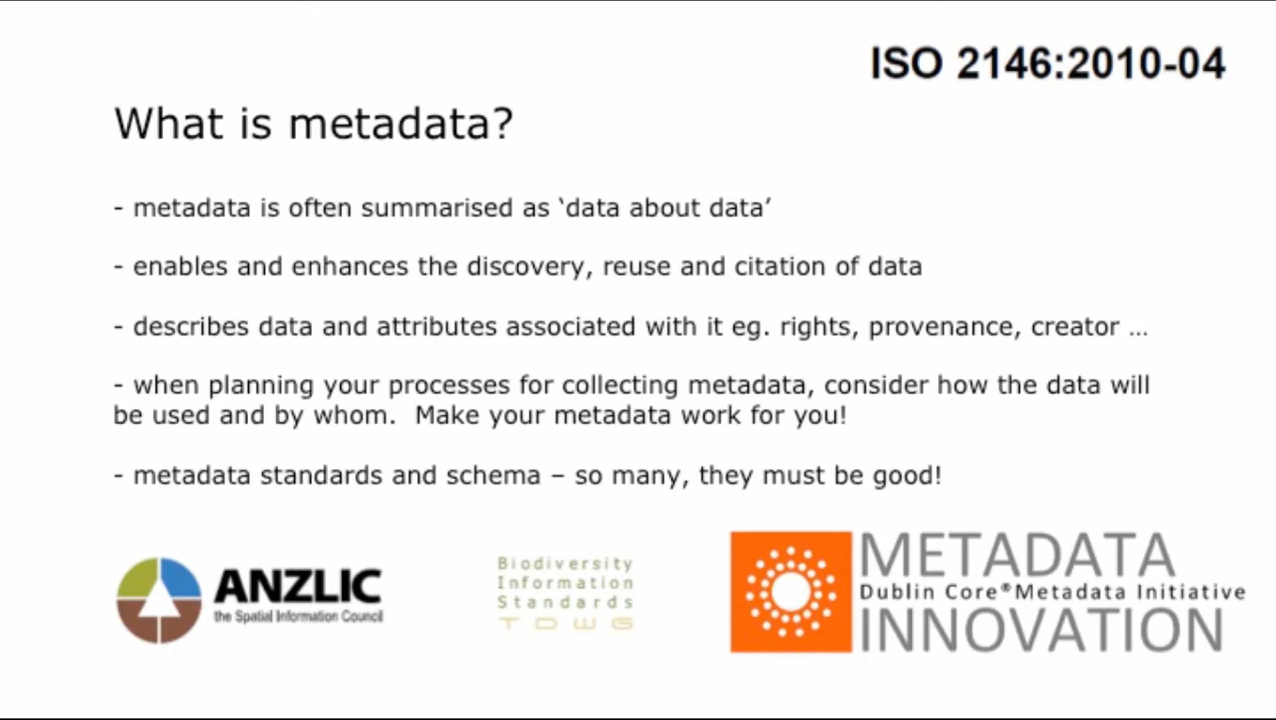 ISO 2146:2010-04
What is metadata?
- metadata is often summarised as ‘data about data’
- enables and enhances the discovery, reuse and citation of data
- describes data and attributes associated with it eg. rights, provenance, creator …
- when planning your processes for collecting metadata, consider how the data will
be used and by whom.  Make your metadata work for you!
- metadata standards and schema – so many, they must be good!
ANZLIC
the Spatial Information Council
Biodiversity
Information
Standards
TDWG
METADATA
Dublin Core®Metadata Initiative
INNOVATION